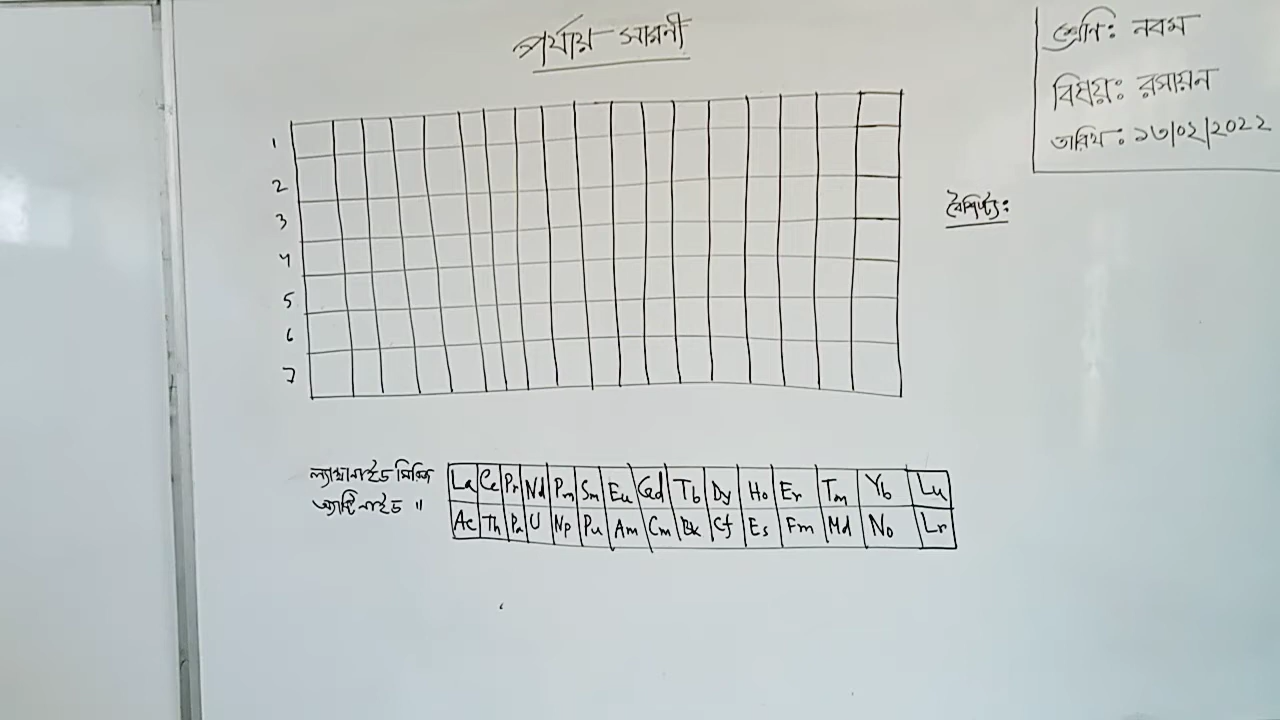 পর্যায় সারনী
শ্রেণি: নবম
বিষয়: রসায়ন
তারিখ: ১৩/০২/2022
বৈশিষ্ট্য:
1
2
3
4
5
6
7
ল্যান্থানাইড সিরিজ
La Ce Pr Nd Pm Sm Eu Gd Tb Dy Ho Er Tm Yb Lu
অ্যাক্টিনাইড "
Ac Th Pa U Np Pu Am Cm Bk Cf Es Fm Md No Lr